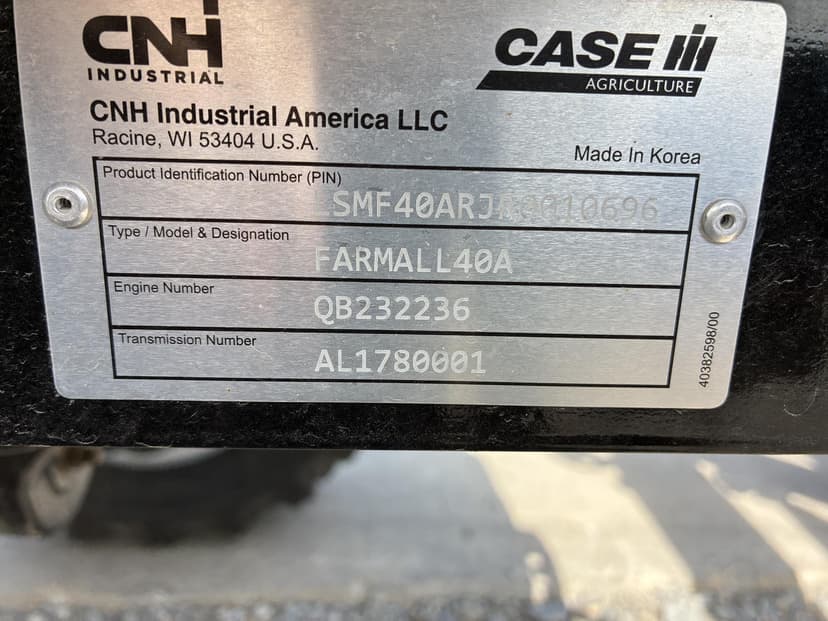 CNH
INDUSTRIAL
CASE IH
AGRICULTURE
CNH Industrial America LLC
Racine, WI 53404 U.S.A.
Made In Korea
Product Identification Number (PIN)
Type / Model & Designation
FARMALL40A
Engine Number
QB232236
Transmission Number
AL1780001
40382598/00